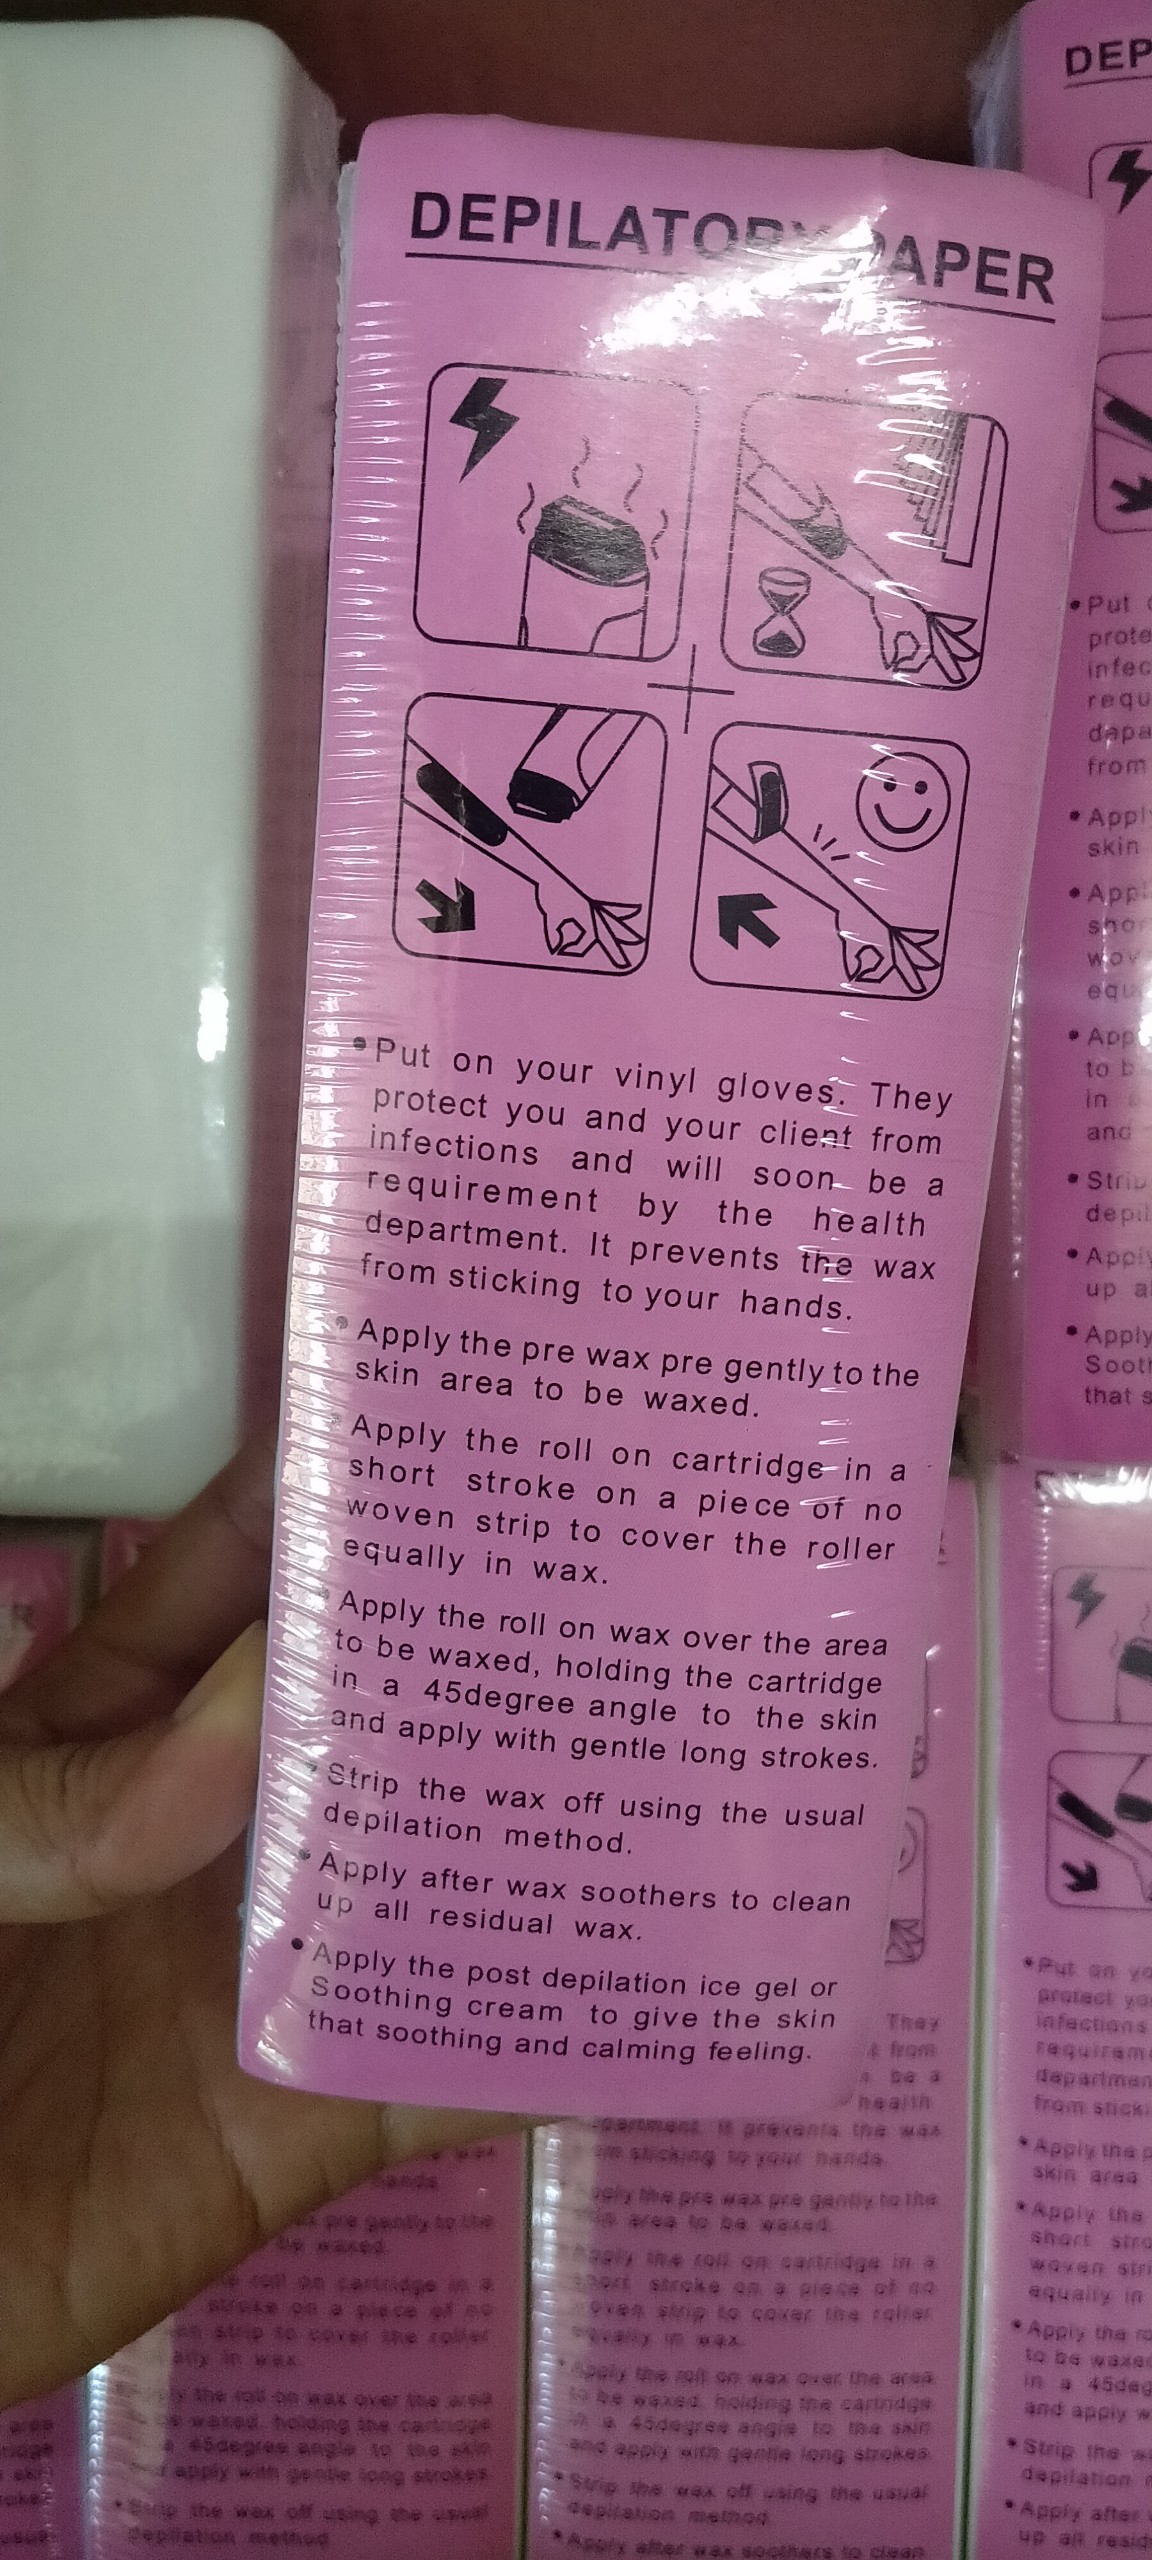 DEPILATORY PAPER
Put on your vinyl gloves. They
protect you and your client from
infections and will soon be a
requirement by the health
department. It prevents the wax
from sticking to your hands.
Apply the pre wax pre gently to the
skin area to be waxed.
Apply the roll on cartridge in a
short stroke on a piece of no
woven strip to cover the roller
equally in wax.
Apply the roll on wax over the area
to be waxed, holding the cartridge
in a 45degree angle to the skin
and apply with gentle long strokes.
Strip the wax off using the usual
depilation method.
Apply after wax soothers to clean
up all residual wax.
Apply the post depilation ice gel or
Soothing cream to give the skin
that soothing and calming feeling.